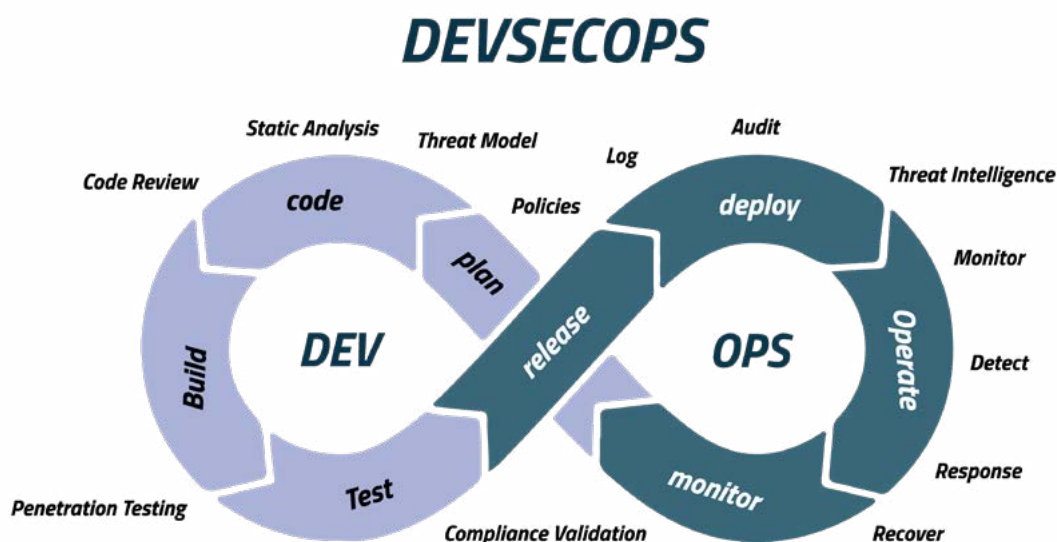 DEVSECOPS
Static Analysis
Threat Model
Log
Audit
Code Review
code
Policies
deploy
Threat Intelligence
plan
Monitor
DEV
release
OPS
Build
Operate
Detect
Test
monitor
Response
Penetration Testing
Compliance Validation
Recover